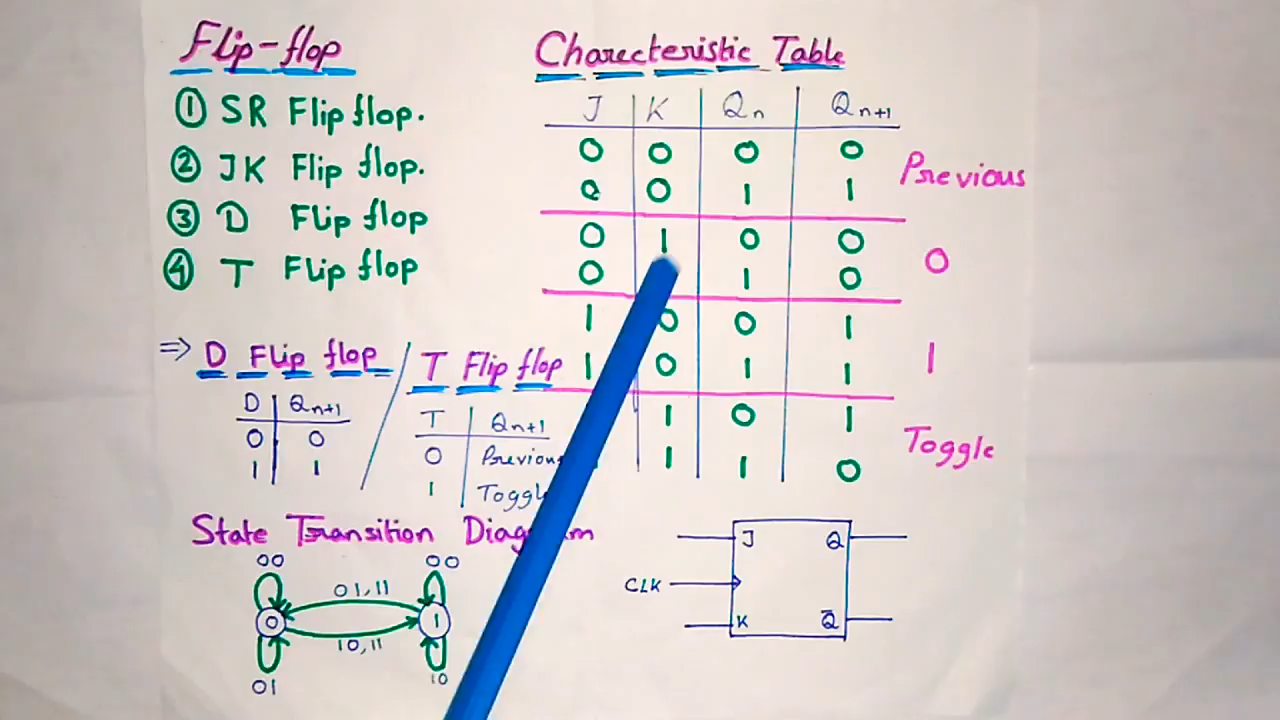 Flip-flop
① SR Flip flop.
② JK Flip flop.
③ D Flip flop
④ T Flip flop
Charecteristic Table
J K Qn Qn+1
0 0 0 0
0 0 1 1
Previous
0 1 0 0
0 1 1 0
0
1 0 0 1
1 0 1 1
1
1 0 1
1 1 0
Toggle
⇒ D Flip flop / T Flip flop
D Qn+1
0 0
1 1
T Qn+1
0 Previous
1 Toggle
State Transition Diagram
00 00
01,11
0 1
10,11
01 10
J Q
CLK
K Q̅